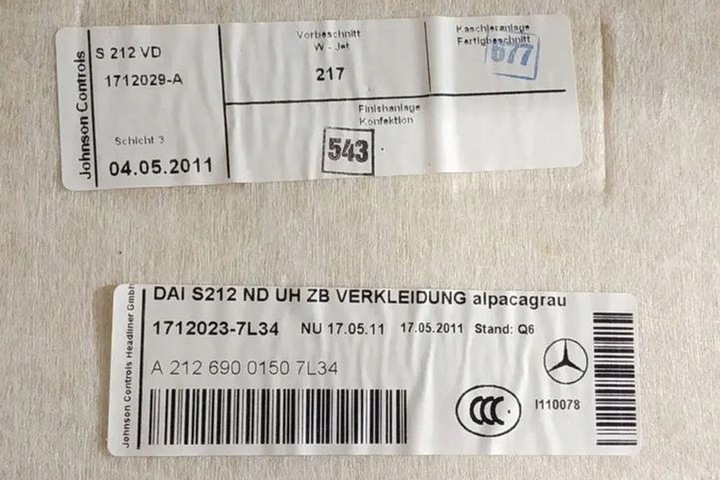 Johnson Controls
S 212 VD
1712029-A
Schicht 3
04.05.2011
Vorbeschnitt
W - Jet
217
Kaschieranlage
Fertigbeschnitt
677
Finishanlage
Konfektion
543
Johnson Controls Headliner GmbH
DAI S212 ND UH ZB VERKLEIDUNG alpacagrau
1712023-7L34 NU 17.05.11 17.05.2011 Stand: Q6
A 212 690 0150 7L34
CCC
I110078